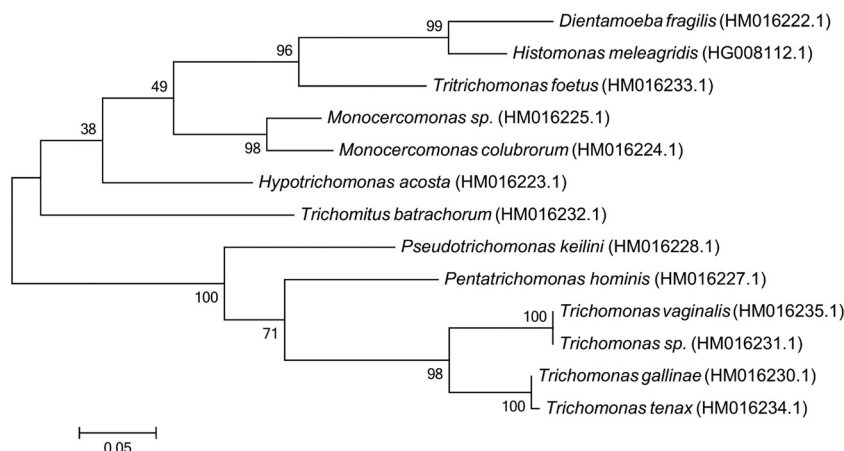 Dientamoeba fragilis (HM016222.1)
99
Histomonas meleagridis (HG008112.1)
96
Tritrichomonas foetus (HM016233.1)
49
Monocercomonas sp. (HM016225.1)
38
98
Monocercomonas colubrorum (HM016224.1)
Hypotrichomonas acosta (HM016223.1)
Trichomitus batrachorum (HM016232.1)
Pseudotrichomonas keilini (HM016228.1)
Pentatrichomonas hominis (HM016227.1)
100
Trichomonas vaginalis (HM016235.1)
100
71
Trichomonas sp. (HM016231.1)
98
Trichomonas gallinae (HM016230.1)
100
Trichomonas tenax (HM016234.1)
0.05